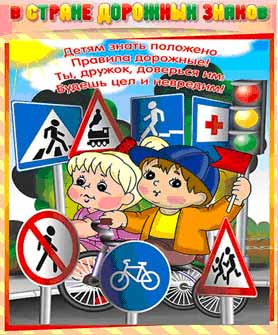 В СТРАНЕ ДОРОЖНЫХ ЗНАКОВ
Детям знать положено
Правила дорожные!
Ты, дружок, доверься им:
Будешь цел и невредим!